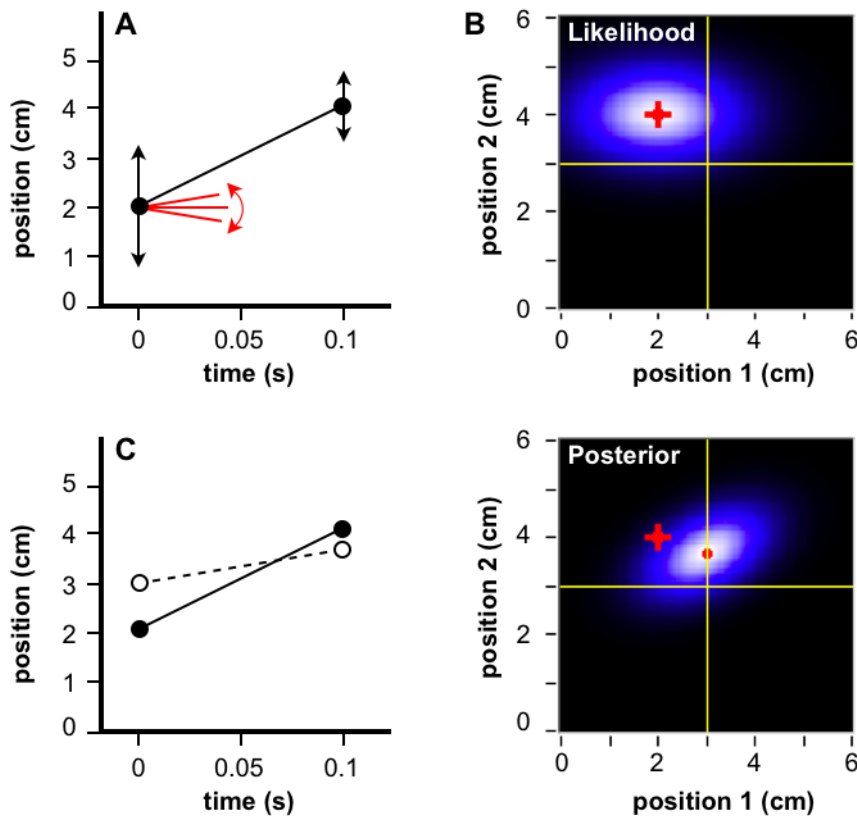 A
5
4
3
2
1
0
position (cm)
0 0.05 0.1
time (s)
B
Likelihood
6
4
2
0
position 2 (cm)
0 2 4 6
position 1 (cm)
C
5
4
3
2
1
0
position (cm)
0 0.05 0.1
time (s)
Posterior
6
4
2
0
position 2 (cm)
0 2 4 6
position 1 (cm)